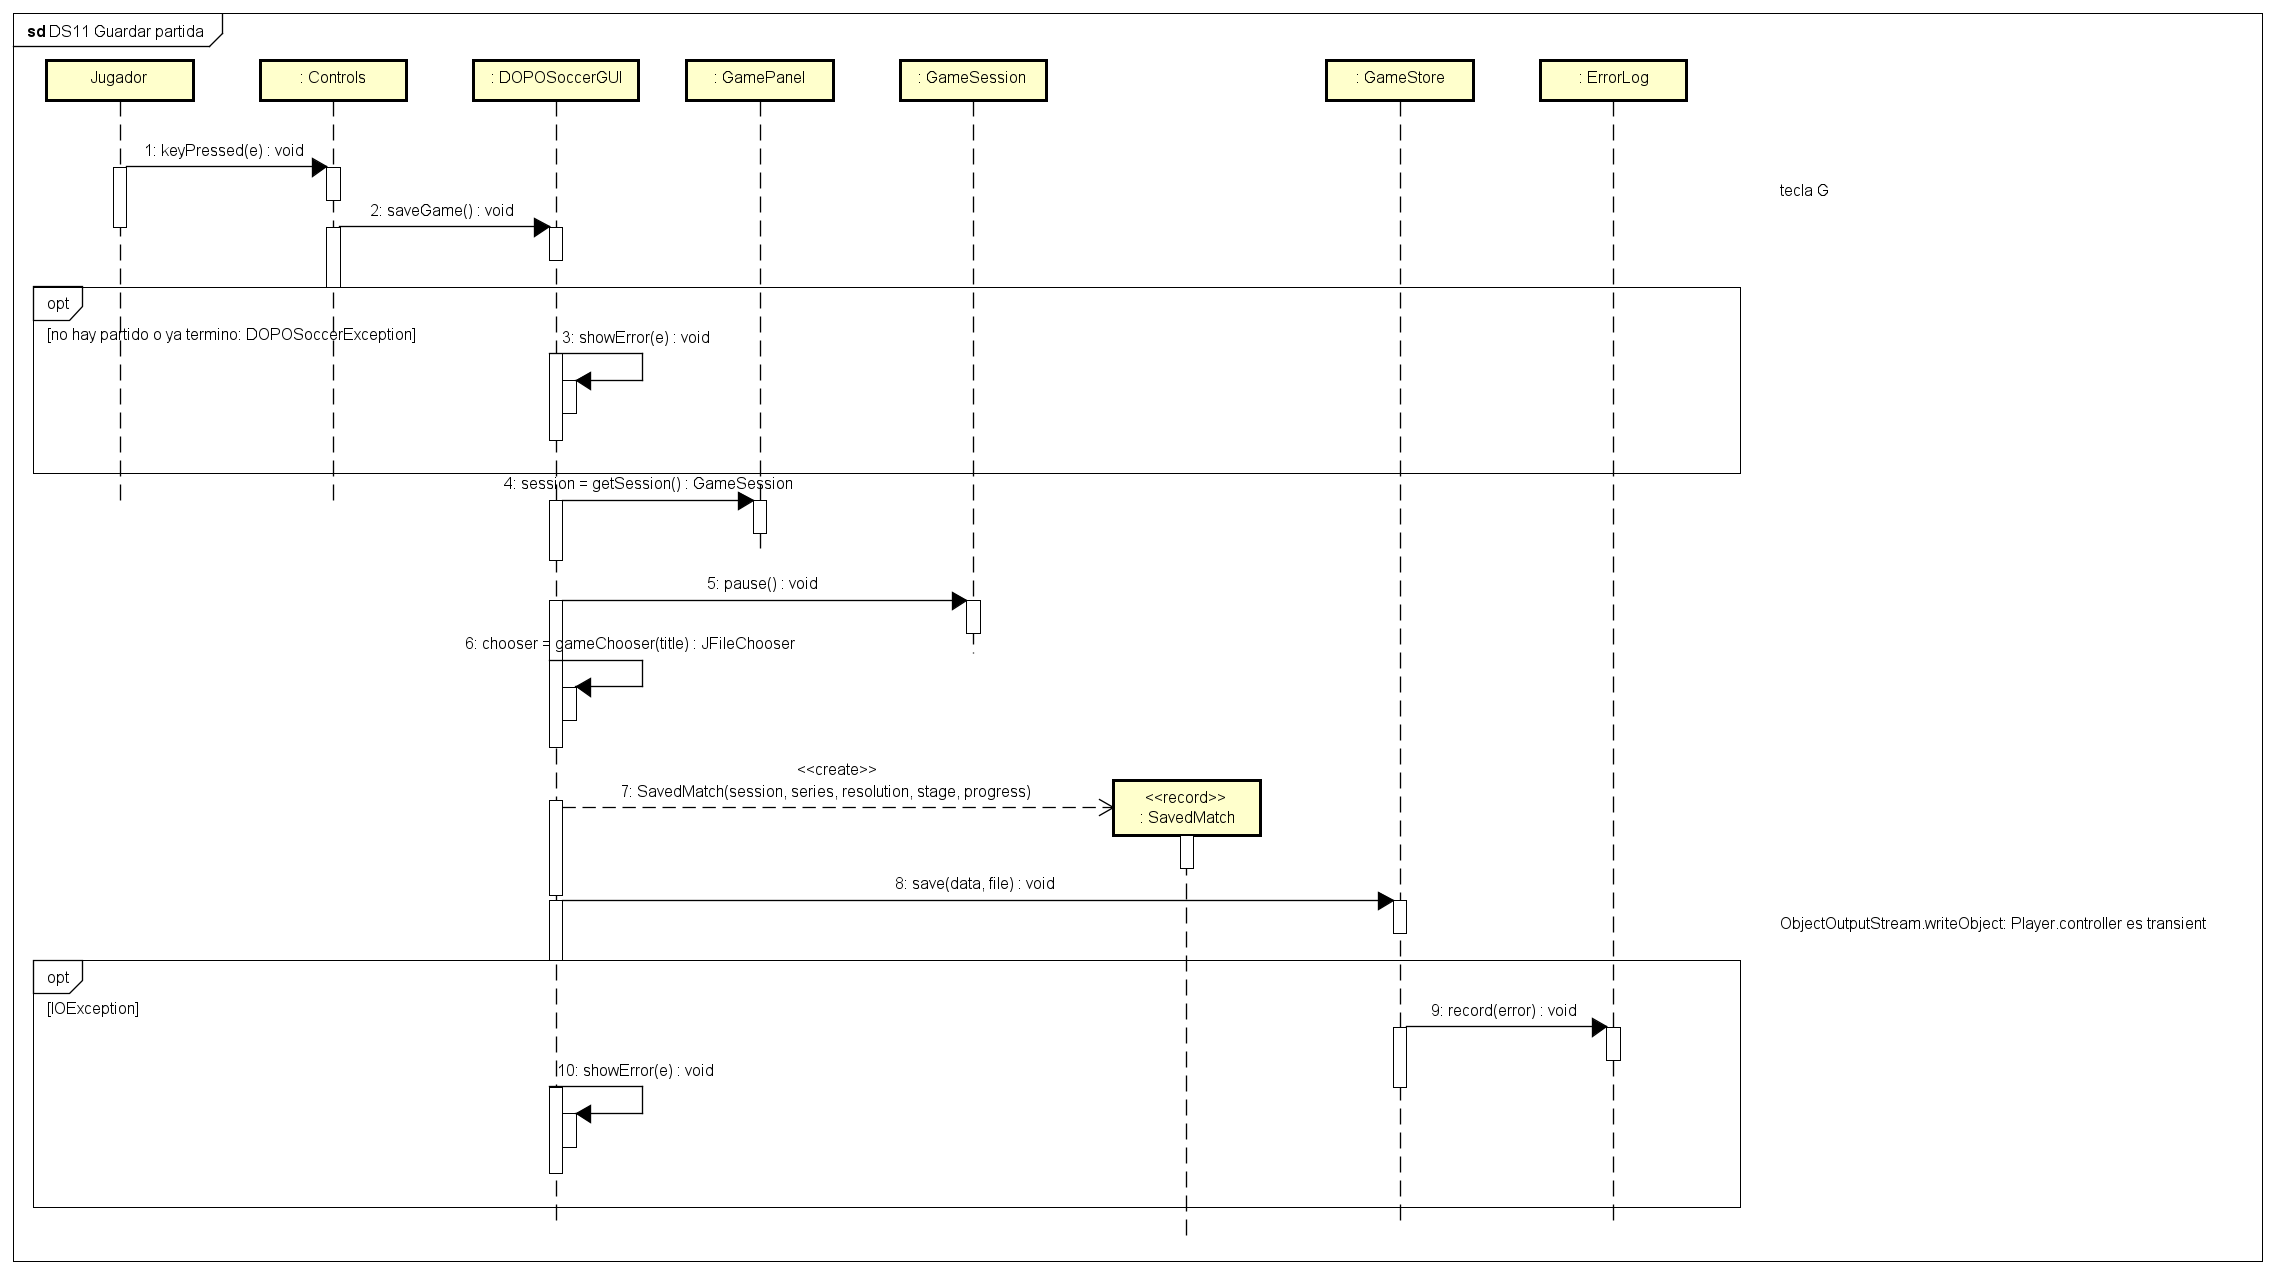 sd DS11 Guardar partida
Jugador
: Controls
: DOPOSoccerGUI
: GamePanel
: GameSession
: GameStore
: ErrorLog
1: keyPressed(e) : void
tecla G
2: saveGame() : void
opt
[no hay partido o ya termino: DOPOSoccerException]
3: showError(e) : void
4: session = getSession() : GameSession
5: pause() : void
6: chooser = gameChooser(title) : JFileChooser
<<create>>
7: SavedMatch(session, series, resolution, stage, progress)
<<record>>
: SavedMatch
8: save(data, file) : void
ObjectOutputStream.writeObject: Player.controller es transient
opt
[IOException]
9: record(error) : void
10: showError(e) : void